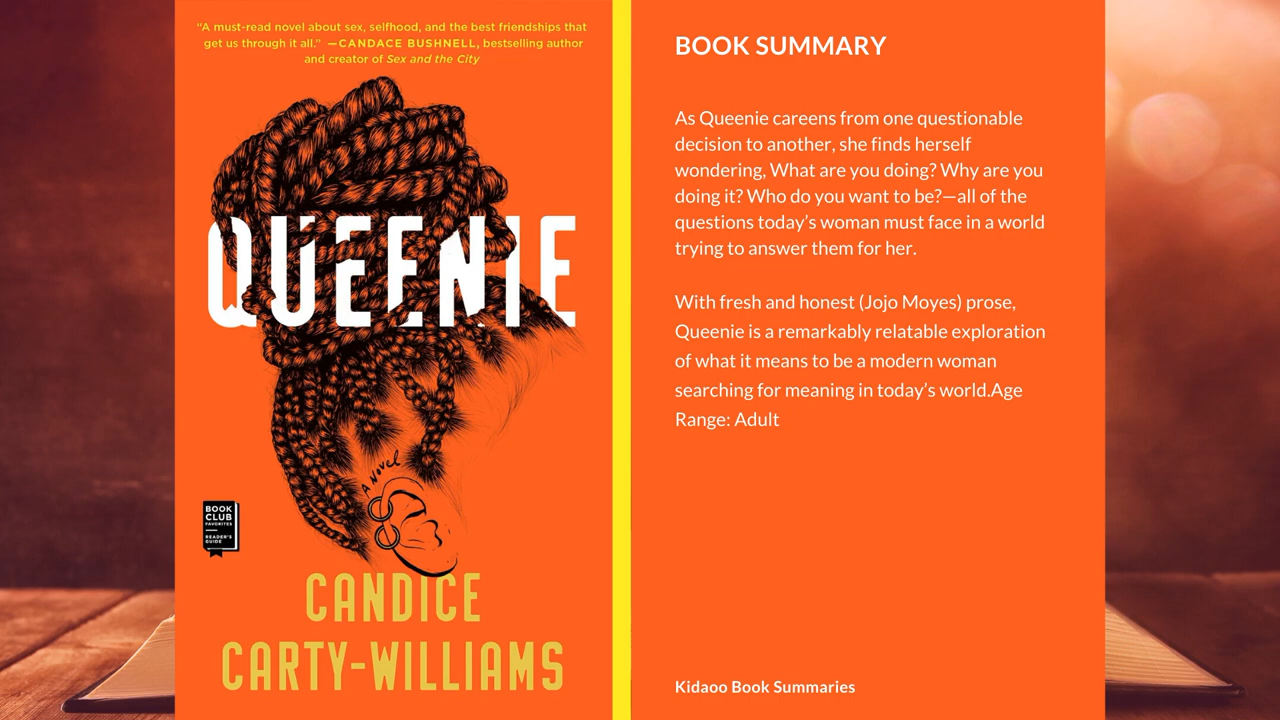 “A must-read novel about sex, selfhood, and the best friendships that
get us through it all.” —CANDACE BUSHNELL, bestselling author
and creator of Sex and the City
QUEENIE
A Novel
BOOK
CLUB
FAVORITES
READER'S
GUIDE
CANDICE
CARTY-WILLIAMS
BOOK SUMMARY
As Queenie careens from one questionable
decision to another, she finds herself
wondering, What are you doing? Why are you
doing it? Who do you want to be?—all of the
questions today’s woman must face in a world
trying to answer them for her.
With fresh and honest (Jojo Moyes) prose,
Queenie is a remarkably relatable exploration
of what it means to be a modern woman
searching for meaning in today’s world.Age
Range: Adult
Kidaoo Book Summaries